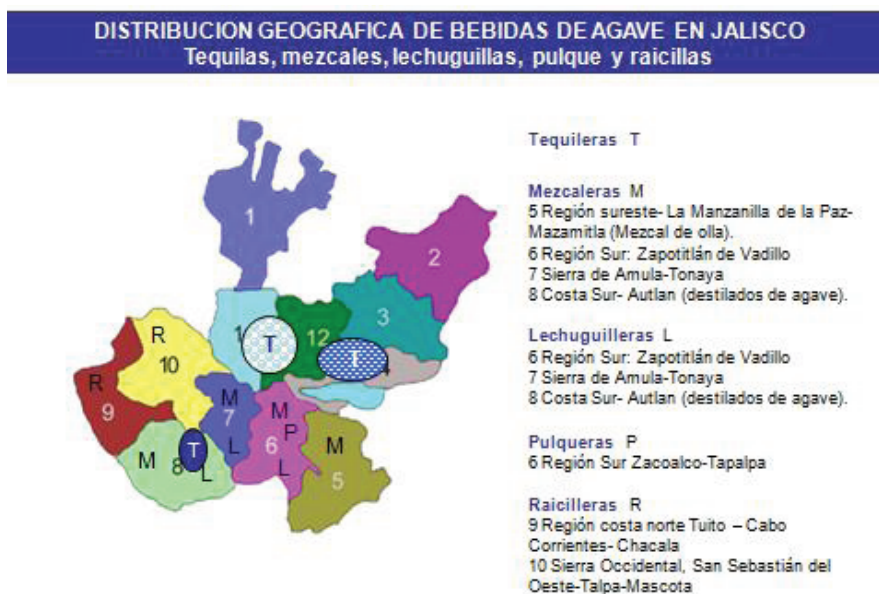 DISTRIBUCION GEOGRAFICA DE BEBIDAS DE AGAVE EN JALISCO
Tequilas, mezcales, lechuguillas, pulque y raicillas
Tequileras T
Mezcaleras M
5 Región sureste- La Manzanilla de la Paz-
Mazamitla (Mezcal de olla).
6 Región Sur: Zapotitlán de Vadillo
7 Sierra de Amula-Tonaya
8 Costa Sur- Autlan (destilados de agave).
Lechuguilleras L
6 Región Sur: Zapotitlán de Vadillo
7 Sierra de Amula-Tonaya
8 Costa Sur- Autlan (destilados de agave).
Pulqueras P
6 Región Sur Zacoalco-Tapalpa
Raicilleras R
9 Región costa norte Tuito – Cabo
Corrientes- Chacala
10 Sierra Occidental, San Sebastián del
Oeste-Talpa-Mascota
1
2
3
12
1
T
T
4
R
10
R
9
M
7
L
M
P
6
L
M
5
M
8
T
L